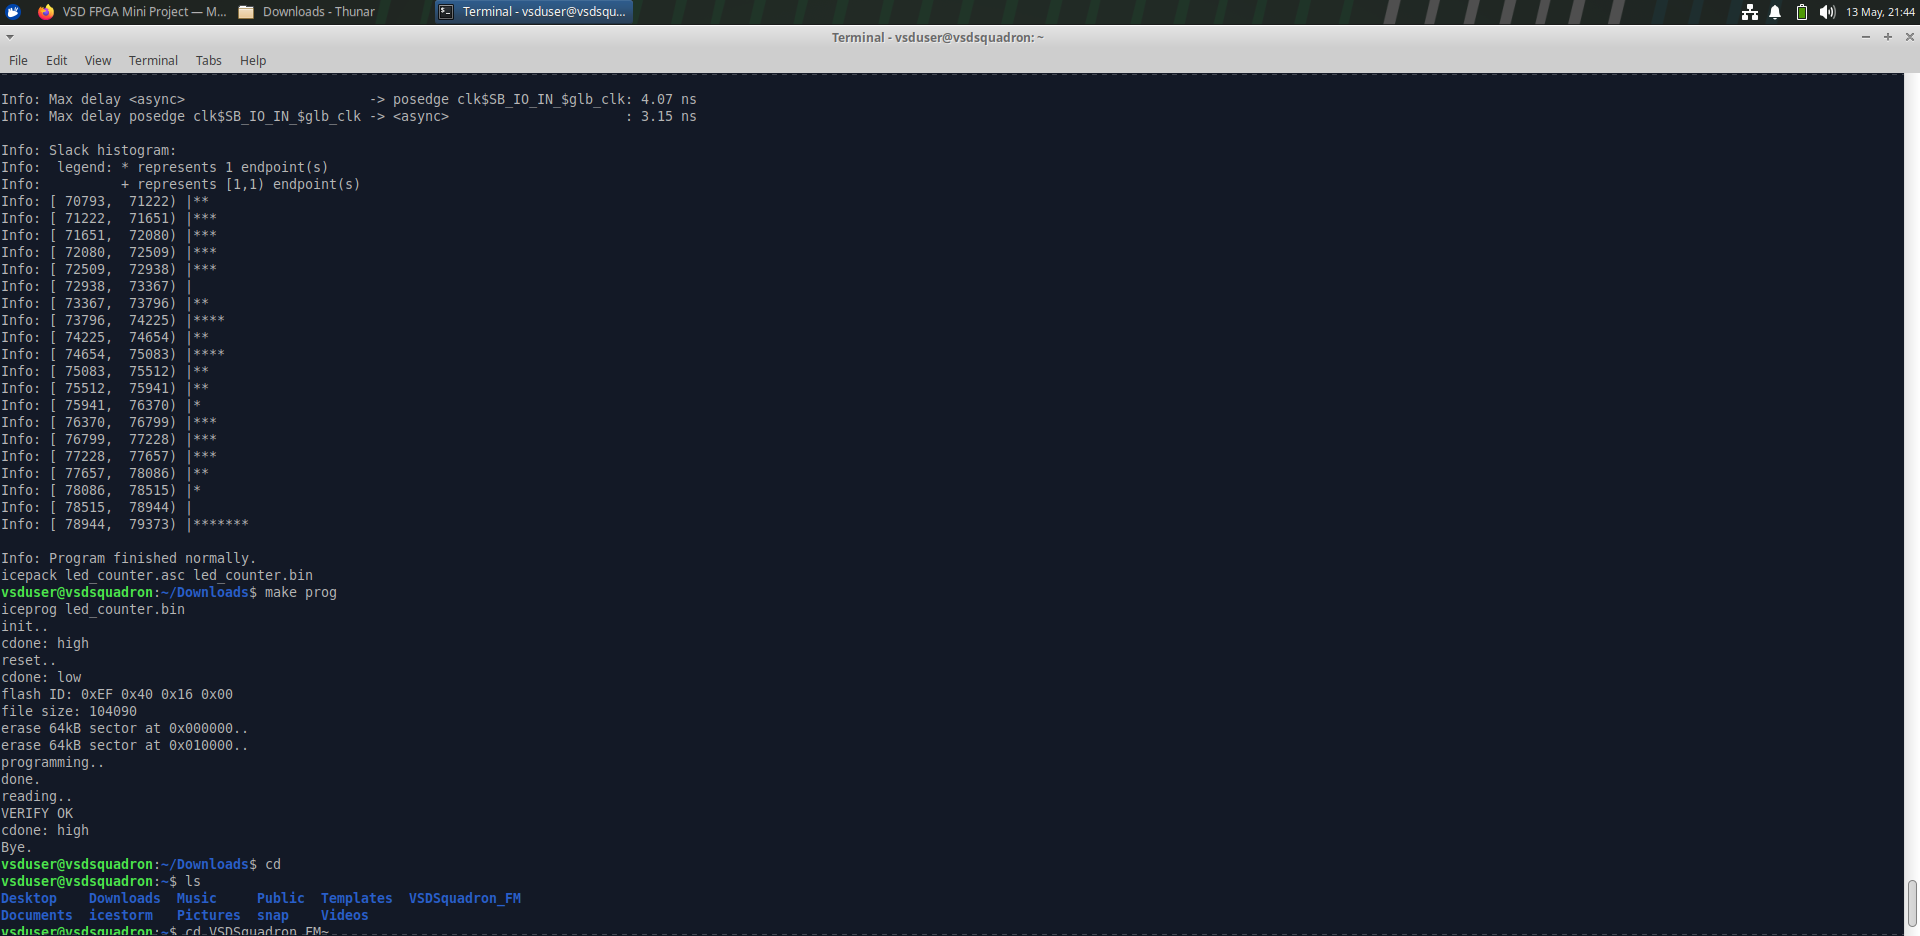 VSD FPGA Mini Project — M...
Downloads - Thunar
Terminal - vsduser@vsdsqu...
13 May, 21:44
Terminal - vsduser@vsdsquadron: ~
File Edit View Terminal Tabs Help
Info: Max delay <async>                       -> posedge clk$SB_IO_IN_$glb_clk: 4.07 ns
Info: Max delay posedge clk$SB_IO_IN_$glb_clk -> <async>                      : 3.15 ns
Info: Slack histogram:
Info:  legend: * represents 1 endpoint(s)
Info:          + represents [1,1) endpoint(s)
Info: [ 70793,  71222) |**
Info: [ 71222,  71651) |***
Info: [ 71651,  72080) |***
Info: [ 72080,  72509) |***
Info: [ 72509,  72938) |***
Info: [ 72938,  73367) |
Info: [ 73367,  73796) |**
Info: [ 73796,  74225) |****
Info: [ 74225,  74654) |**
Info: [ 74654,  75083) |****
Info: [ 75083,  75512) |**
Info: [ 75512,  75941) |**
Info: [ 75941,  76370) |*
Info: [ 76370,  76799) |***
Info: [ 76799,  77228) |***
Info: [ 77228,  77657) |***
Info: [ 77657,  78086) |**
Info: [ 78086,  78515) |*
Info: [ 78515,  78944) |
Info: [ 78944,  79373) |*******
Info: Program finished normally.
icepack led_counter.asc led_counter.bin
vsduser@vsdsquadron:~/Downloads$ make prog
iceprog led_counter.bin
init..
cdone: high
reset..
cdone: low
flash ID: 0xEF 0x40 0x16 0x00
file size: 104090
erase 64kB sector at 0x000000..
erase 64kB sector at 0x010000..
programming..
done.
reading..
VERIFY OK
cdone: high
Bye.
vsduser@vsdsquadron:~/Downloads$ cd
vsduser@vsdsquadron:~$ ls
Desktop    Downloads  Music     Public  Templates  VSDSquadron_FM
Documents  icestorm   Pictures  snap    Videos
vsduser@vsdsquadron:~$ cd VSDSquadron_FM~